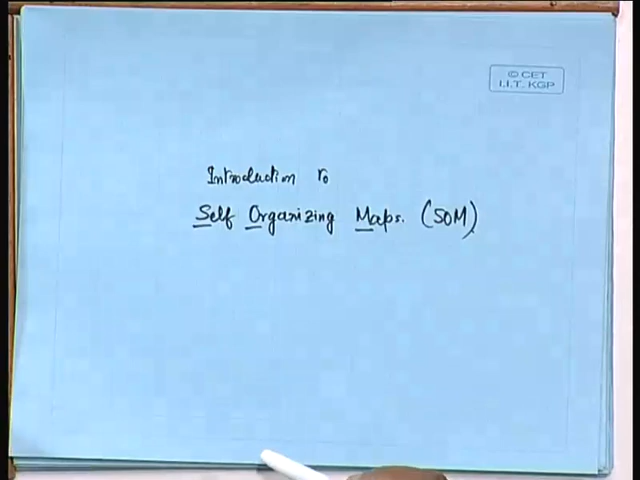 © CET
I.I.T. KGP
Introduction to
Self Organizing Maps. (SOM)